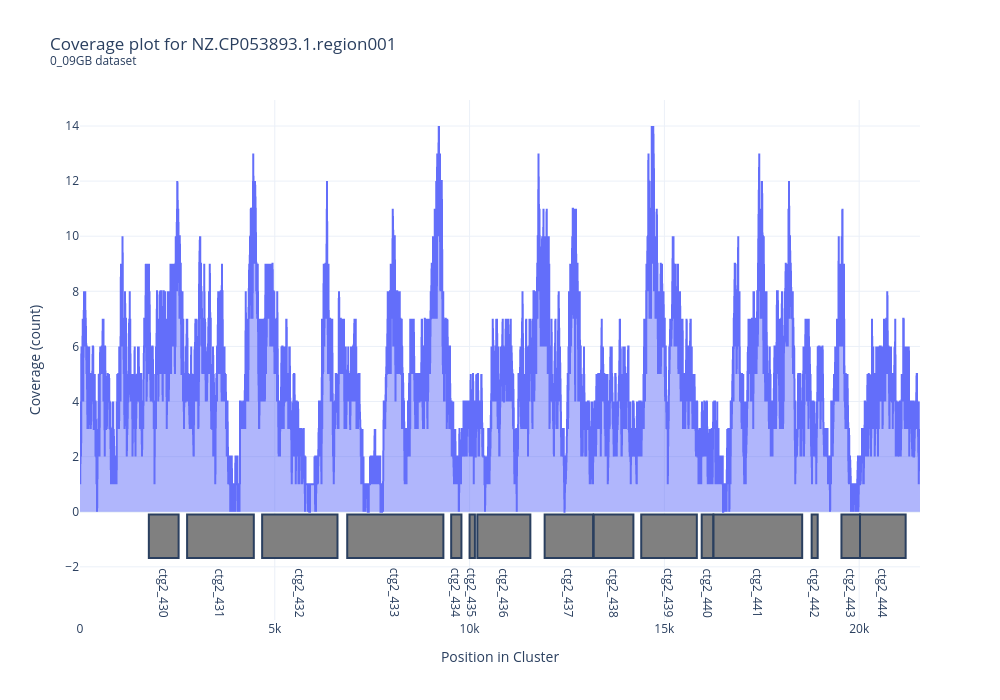 Coverage plot for NZ.CP053893.1.region001
0_09GB dataset
Coverage (count)
14
12
10
8
6
4
2
0
−2
ctg2_430
ctg2_431
ctg2_432
ctg2_433
ctg2_434
ctg2_435
ctg2_436
ctg2_437
ctg2_438
ctg2_439
ctg2_440
ctg2_441
ctg2_442
ctg2_443
ctg2_444
0
5k
10k
15k
20k
Position in Cluster